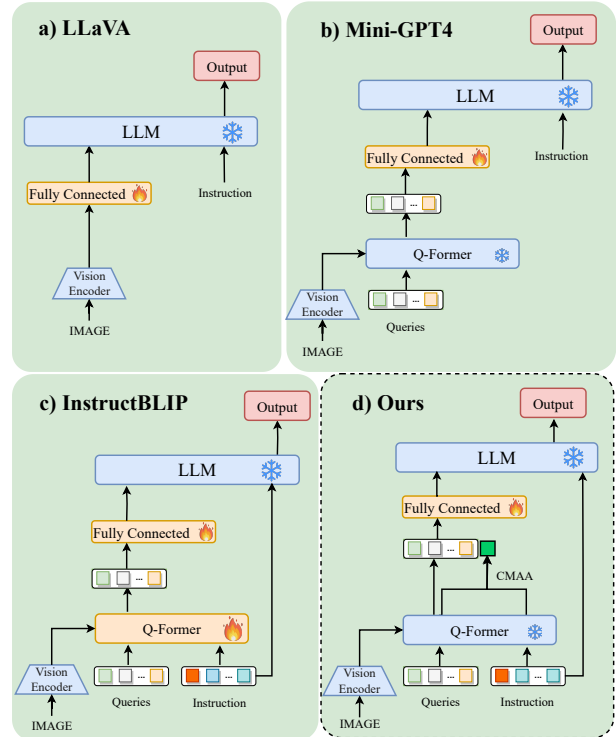 a) LLaVA
Output
LLM
Fully Connected
Instruction
Vision
Encoder
IMAGE
b) Mini-GPT4
Output
LLM
Fully Connected
Instruction
...
Q-Former
Vision
Encoder
...
Queries
IMAGE
c) InstructBLIP
Output
LLM
Fully Connected
...
Q-Former
Vision
Encoder
...
...
Queries
Instruction
IMAGE
d) Ours
Output
LLM
Fully Connected
...
CMAA
Q-Former
Vision
Encoder
...
...
Queries
Instruction
IMAGE